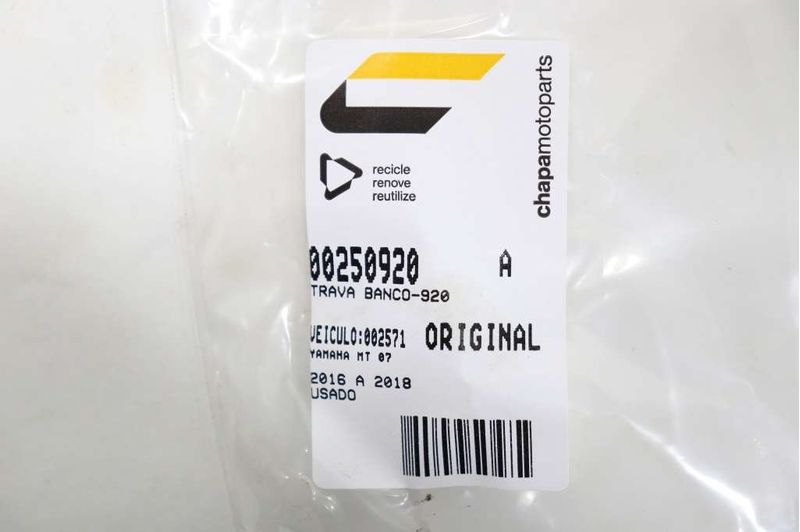 chapamotoparts
recicle
renove
reutilize
00250920 A
TRAVA BANCO-920
VEICULO:002571 ORIGINAL
YAMAHA MT 07
2016 A 2018
USADO